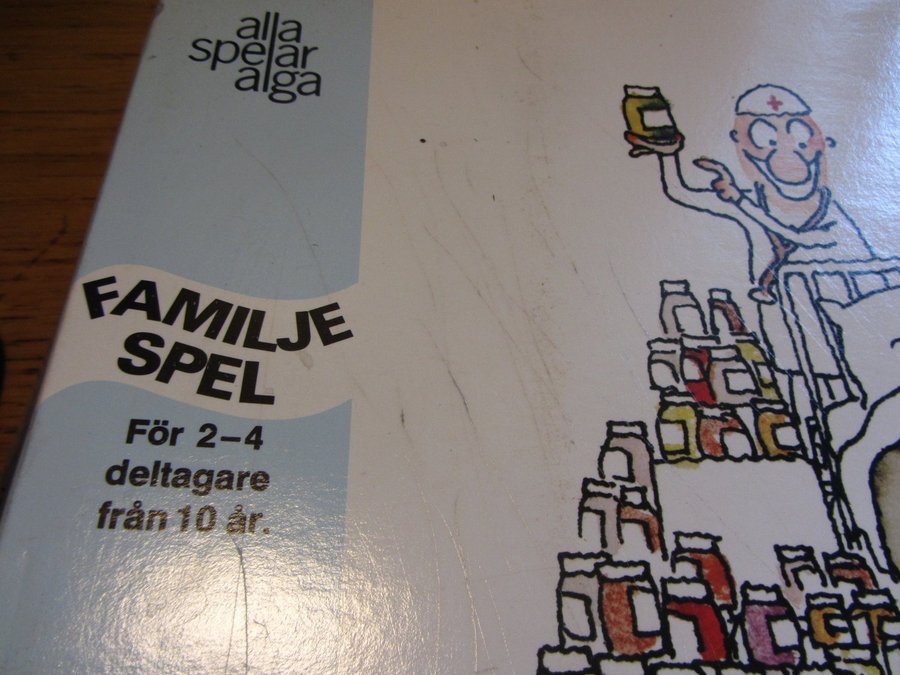 alla
spelar
alga
FAMILJE
SPEL
För 2–4
deltagare
från 10 år.